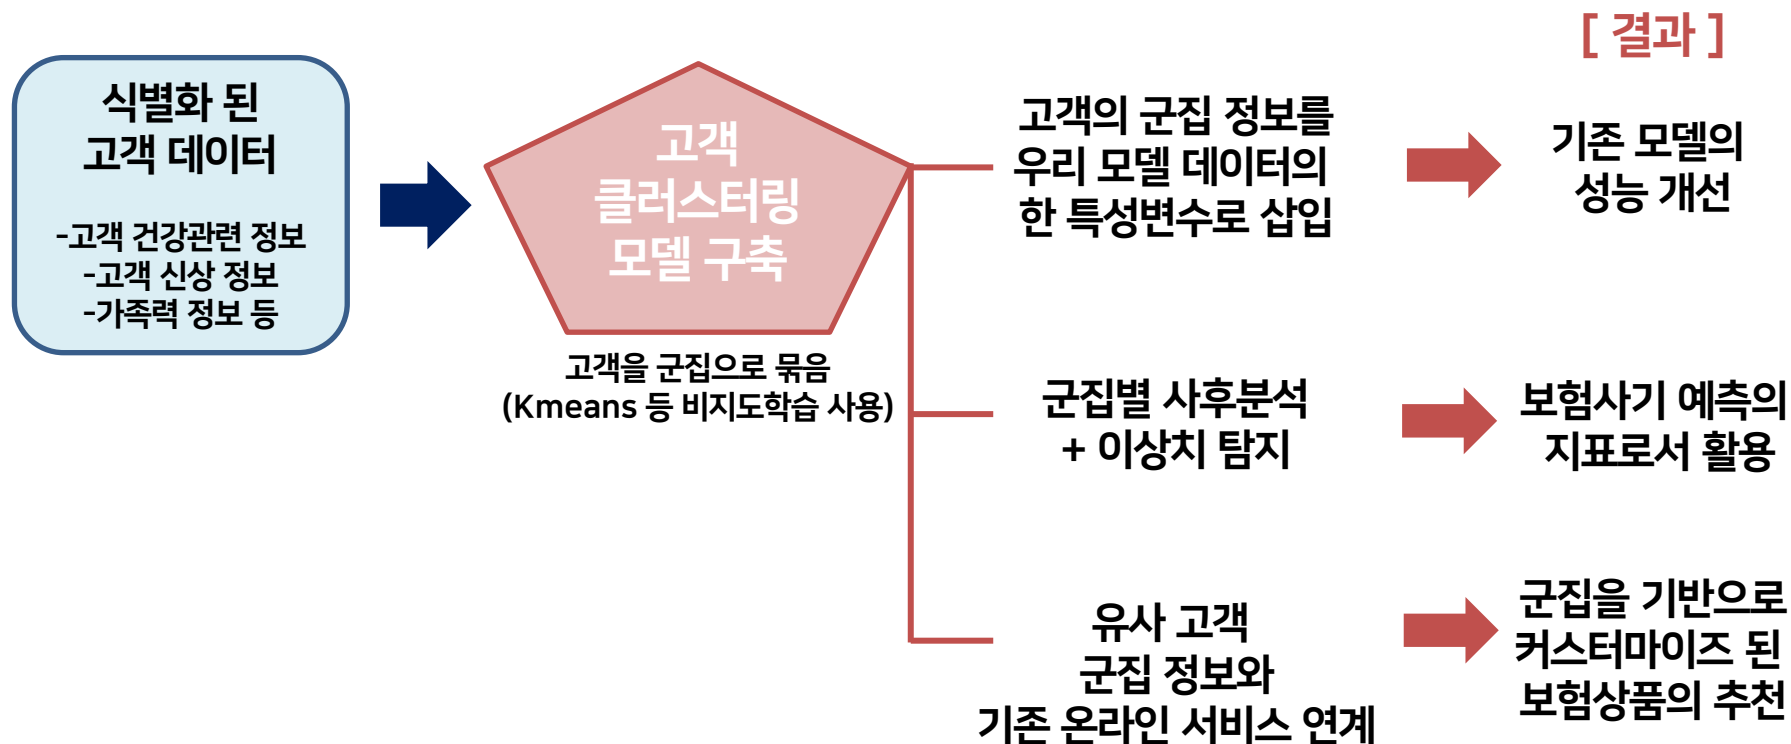 [ 결과 ]
식별화 된
고객 데이터
-고객 건강관련 정보
-고객 신상 정보
-가족력 정보 등
고객
클러스터링
모델 구축
고객을 군집으로 묶음
(Kmeans 등 비지도학습 사용)
고객의 군집 정보를
우리 모델 데이터의
한 특성변수로 삽입
기존 모델의
성능 개선
군집별 사후분석
+ 이상치 탐지
보험사기 예측의
지표로서 활용
유사 고객
군집 정보와
기존 온라인 서비스 연계
군집을 기반으로
커스터마이즈 된
보험상품의 추천